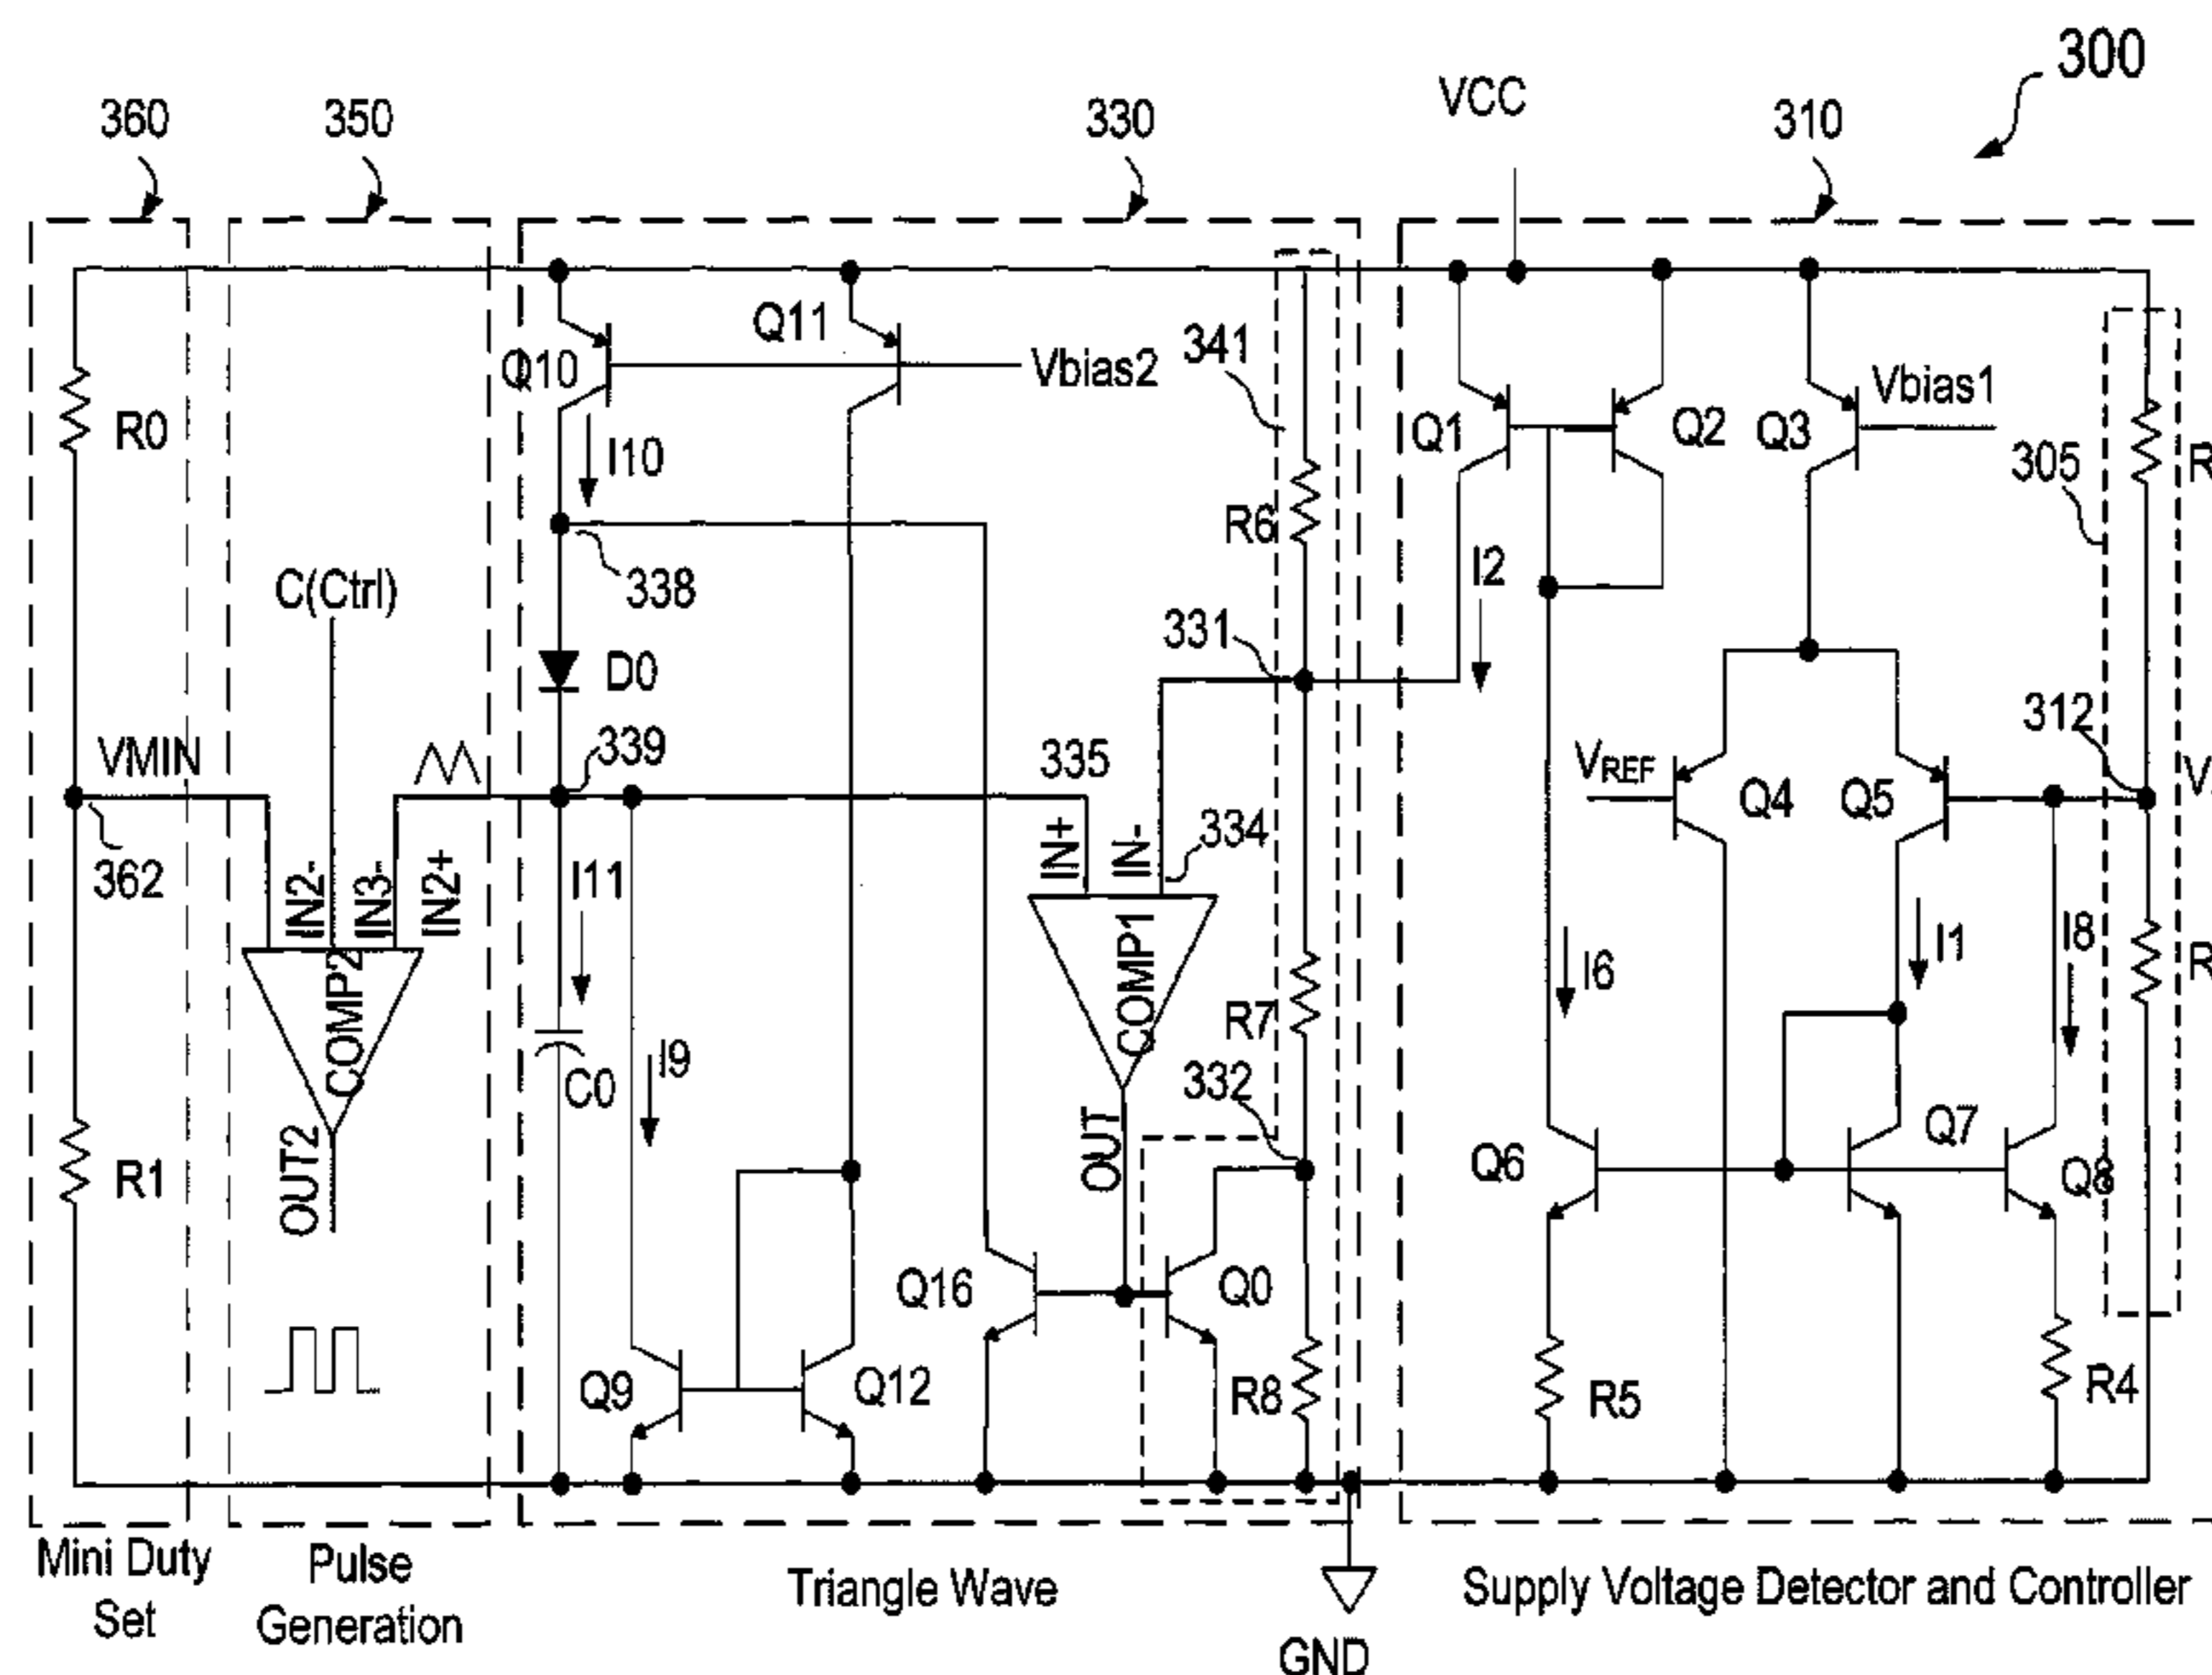 300
360
350
330
VCC
310
Q11
Q10
Vbias2
341
Vbias1
Q1
Q2
Q3
305
R0
I10
R6
I2
338
C(Ctrl)
331
D0
312
VMIN
339
335
VREF
Q4
Q5
362
IN2-
IN3-
IN2+
I11
IN+
IN-
334
COMP2
COMP1
I6
I1
I8
R7
C0
I9
332
OUT
OUT2
R1
Q6
Q7
Q8
Q16
Q0
Q9
Q12
R8
R5
R4
Mini Duty
Set
Pulse
Generation
Triangle Wave
Supply Voltage Detector and Controller
GND